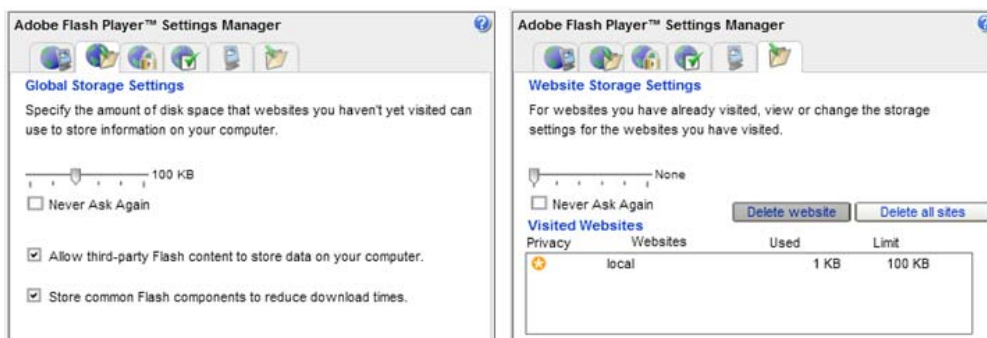 Adobe Flash Player™ Settings Manager
Global Storage Settings
Specify the amount of disk space that websites you haven't yet visited can
use to store information on your computer.
100 KB
Never Ask Again
Allow third-party Flash content to store data on your computer.
Store common Flash components to reduce download times.
Adobe Flash Player™ Settings Manager
Website Storage Settings
For websites you have already visited, view or change the storage
settings for the websites you have visited.
None
Never Ask Again
Delete website Delete all sites
Visited Websites
Privacy Websites Used Limit
local 1 KB 100 KB